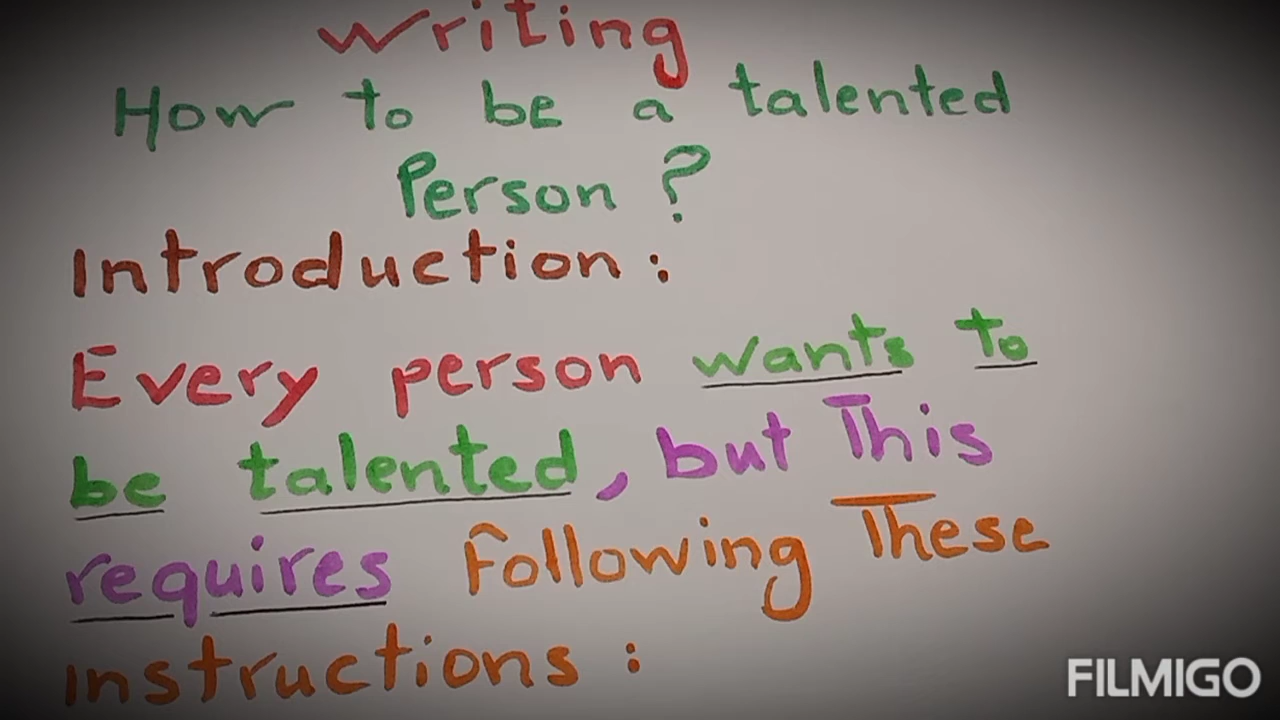 Writing
How to be a talented
Person ?
Introduction :
Every person wants to
be talented, but This
requires Following These
instructions :
FILMIGO